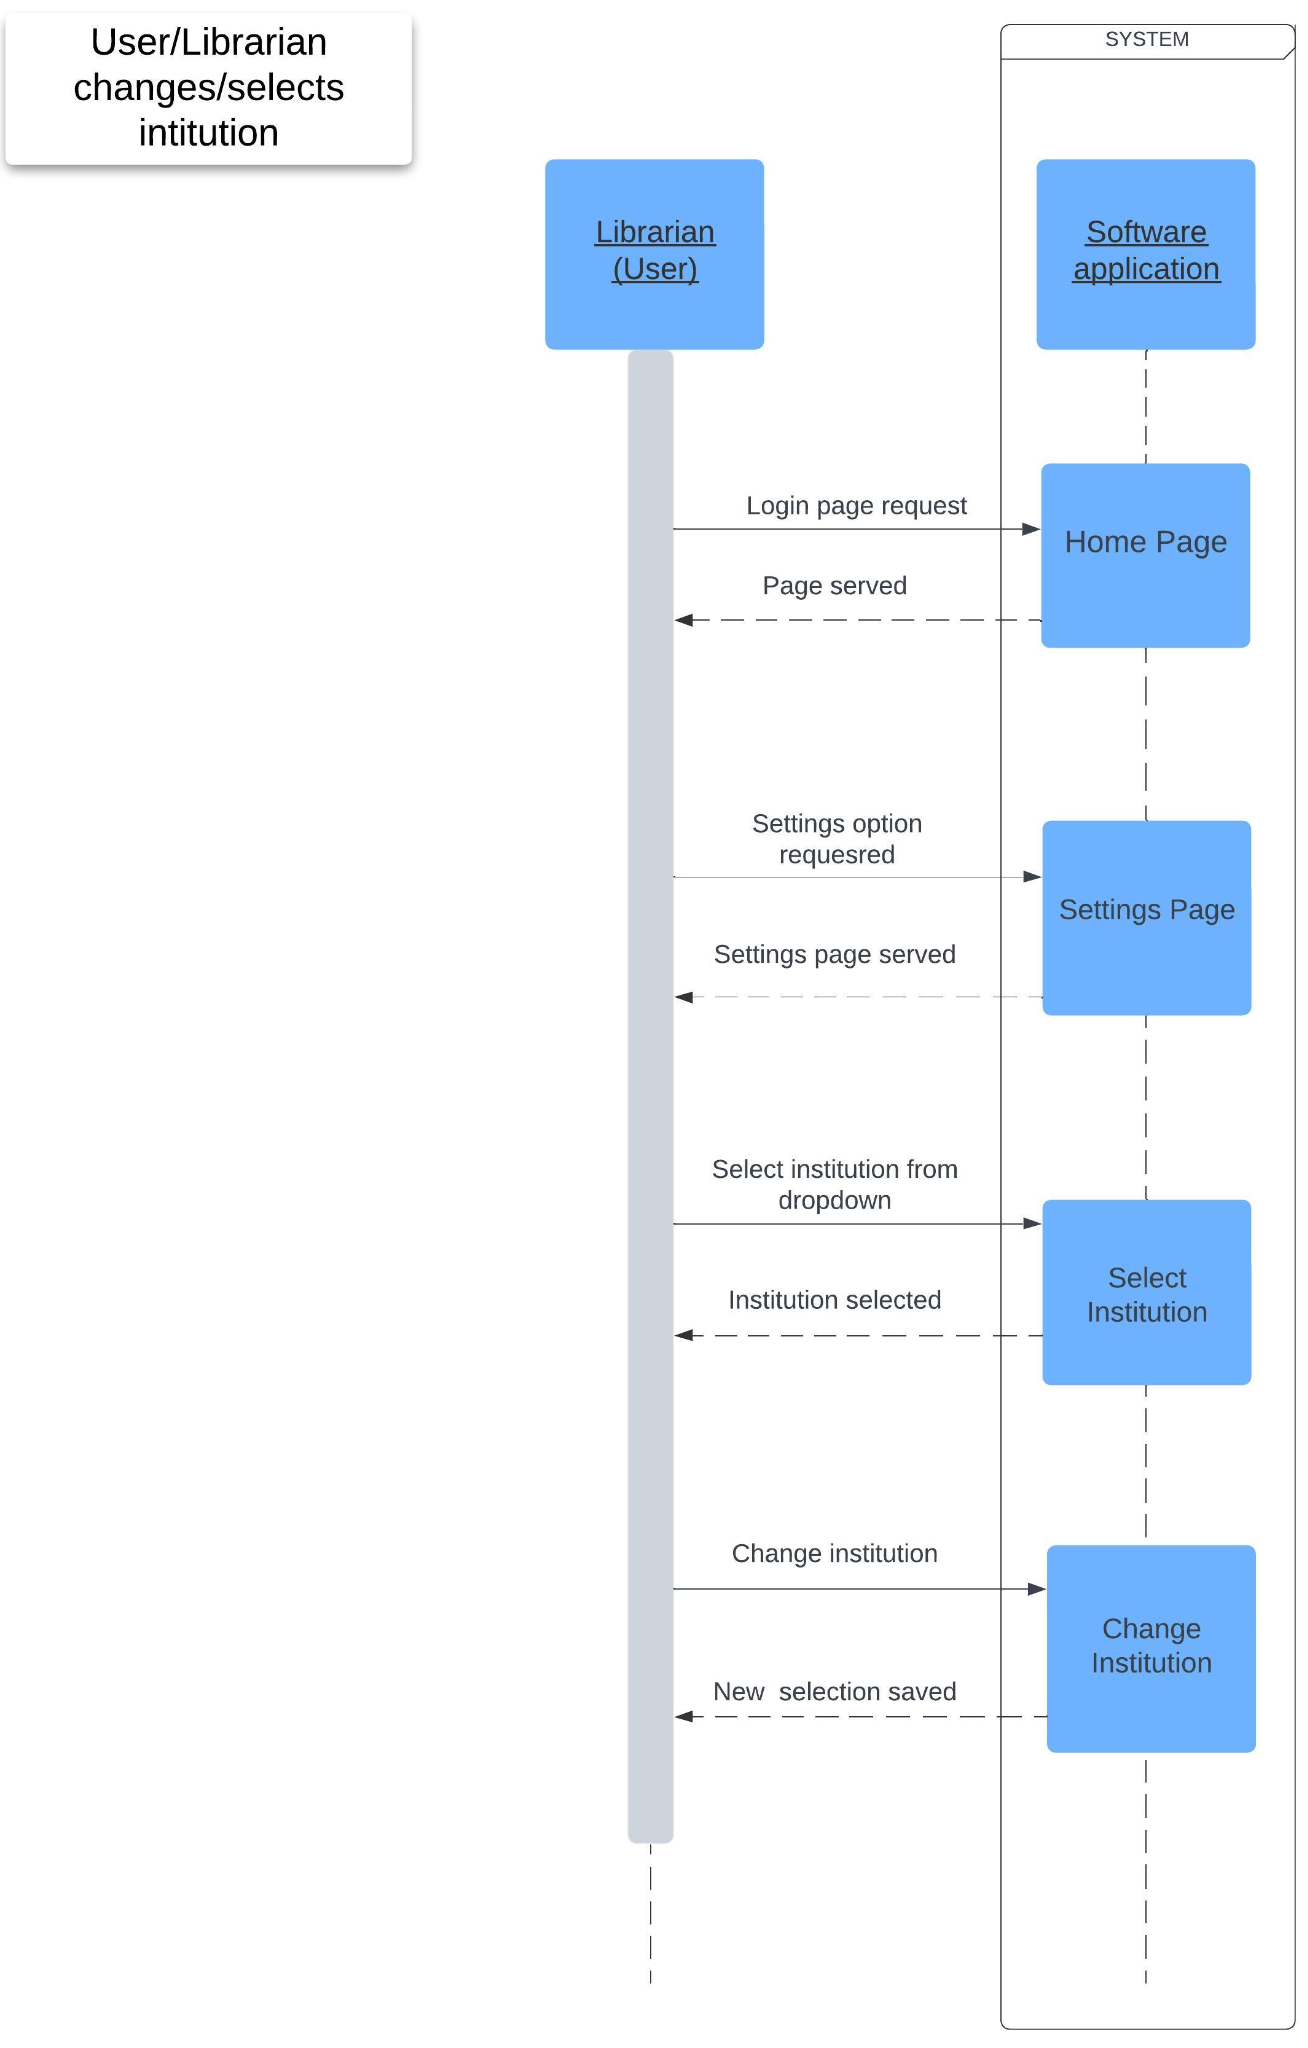 User/Librarian
changes/selects
intitution
SYSTEM
Librarian
(User)
Software
application
Login page request
Home Page
Page served
Settings option
requesred
Settings Page
Settings page served
Select institution from
dropdown
Select
Institution
Institution selected
Change institution
Change
Institution
New  selection saved